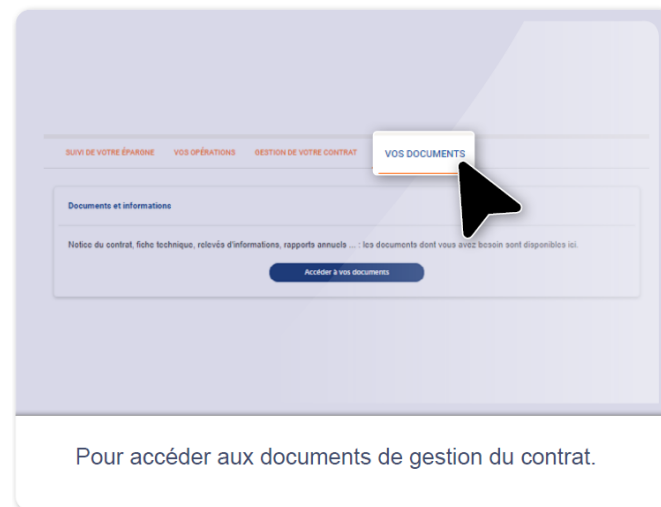 SUIVI DE VOTRE ÉPARGNE VOS OPÉRATIONS GESTION DE VOTRE CONTRAT VOS DOCUMENTS
Documents et informations
Notice du contrat, fiche technique, relevés d'informations, rapports annuels ... : les documents dont vous avez besoin sont disponibles ici.
Accéder à vos documents
Pour accéder aux documents de gestion du contrat.